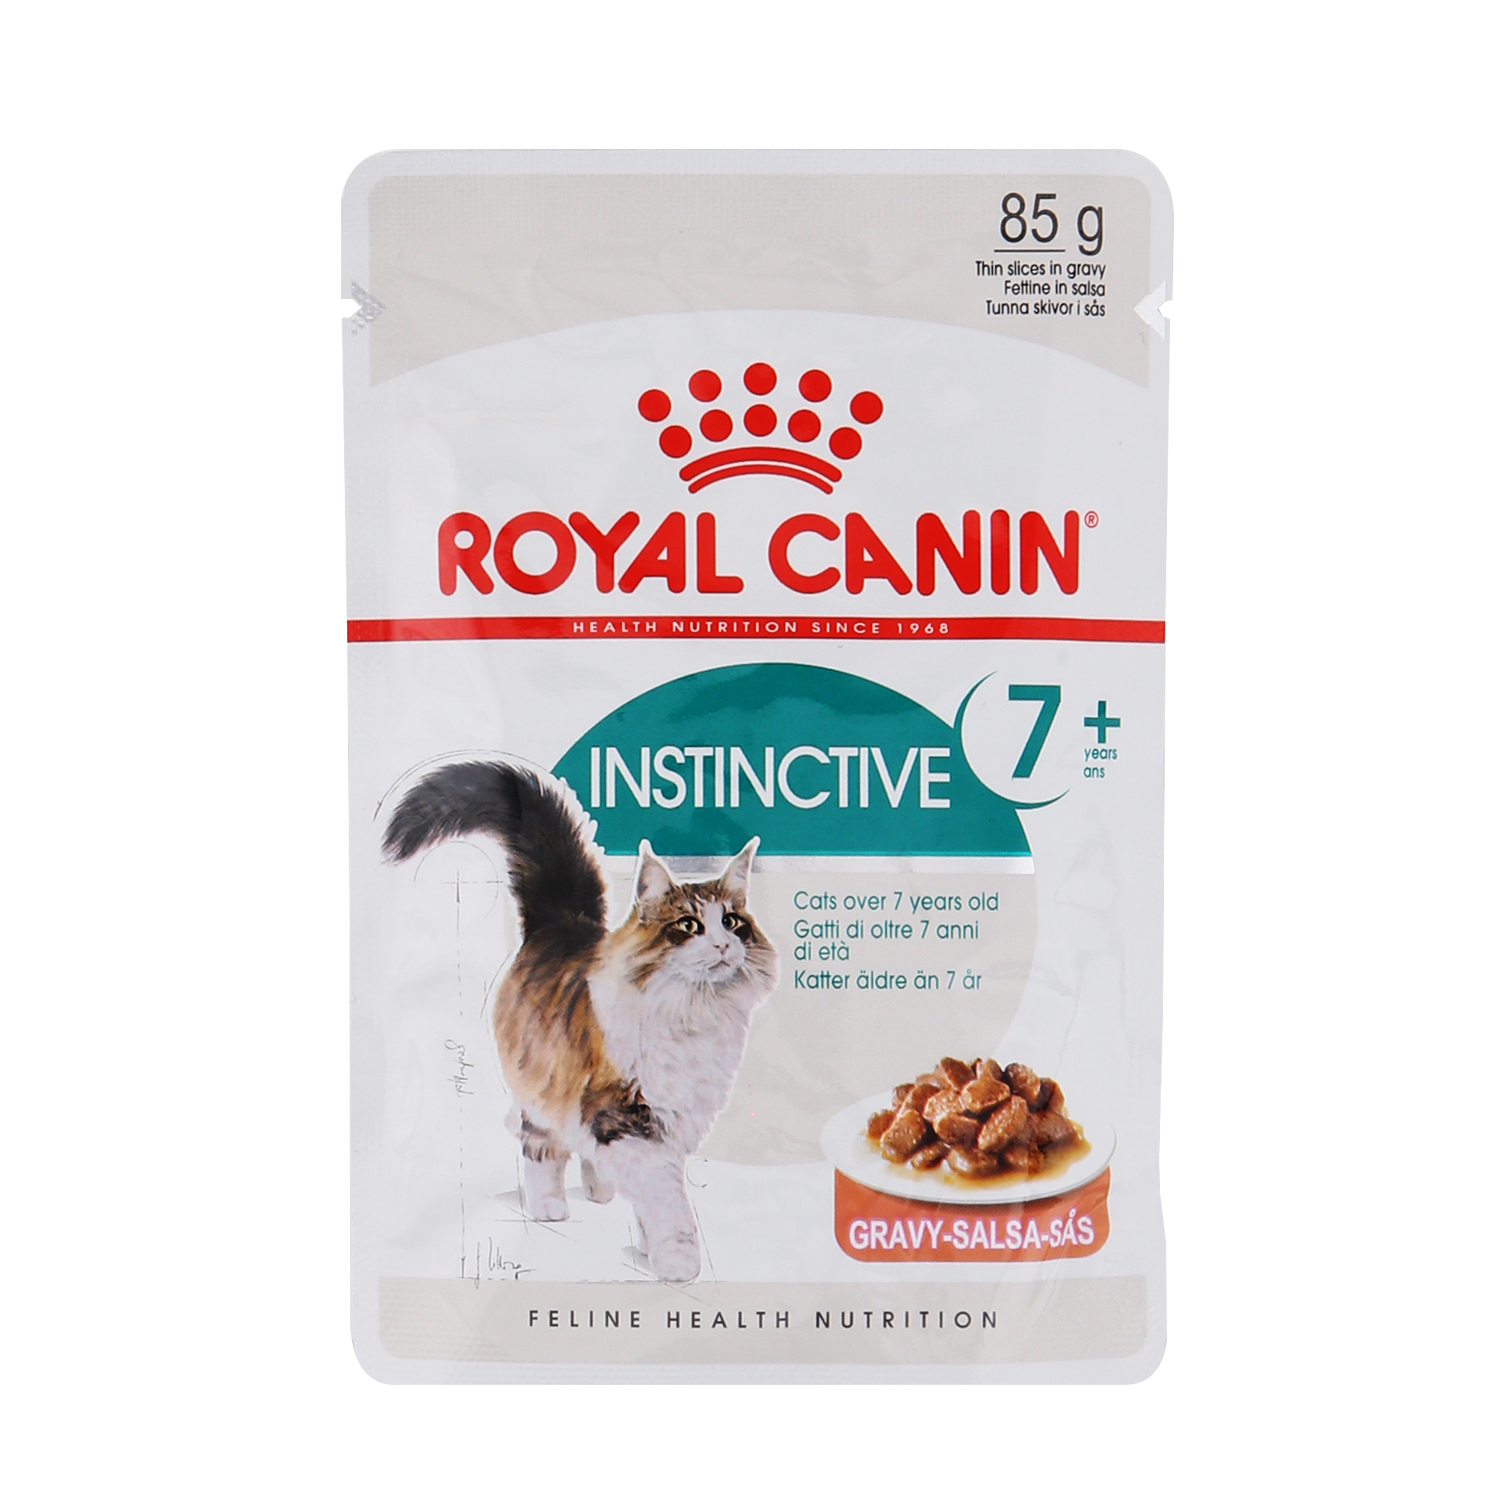 85 g
Thin slices in gravy
Fettine in salsa
Tunna skivor i sås
ROYAL CANIN®
HEALTH NUTRITION SINCE 1968
INSTINCTIVE
7+
years
ans
Cats over 7 years old
Gatti di oltre 7 anni
di età
Katter äldre än 7 år
GRAVY-SALSA-SÅS
FELINE HEALTH NUTRITION